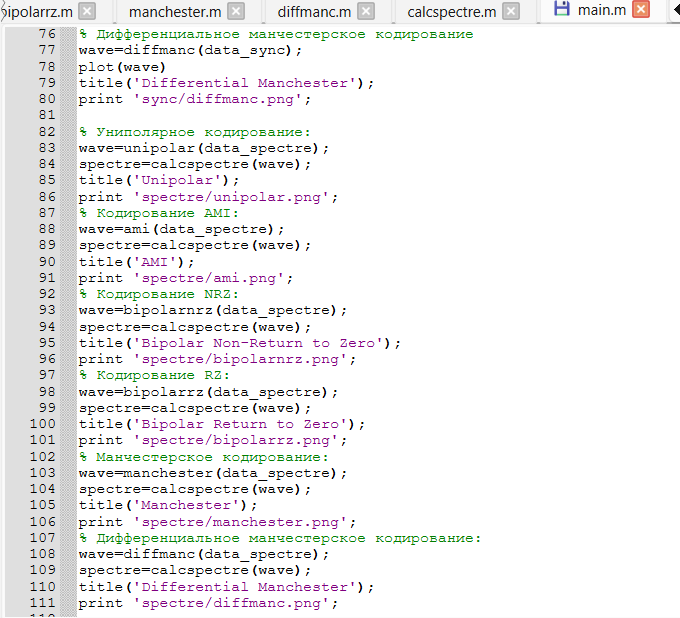 bipolarrz.m manchester.m diffmanc.m calcspectre.m main.m
76 % Дифференциальное манчестерское кодирование
77 wave=diffmanc(data_sync);
78 plot(wave)
79 title('Differential Manchester');
80 print 'sync/diffmanc.png';
81
82 % Униполярное кодирование:
83 wave=unipolar(data_spectre);
84 spectre=calcspectre(wave);
85 title('Unipolar');
86 print 'spectre/unipolar.png';
87 % Кодирование AMI:
88 wave=ami(data_spectre);
89 spectre=calcspectre(wave);
90 title('AMI');
91 print 'spectre/ami.png';
92 % Кодирование NRZ:
93 wave=bipolarnrz(data_spectre);
94 spectre=calcspectre(wave);
95 title('Bipolar Non-Return to Zero');
96 print 'spectre/bipolarnrz.png';
97 % Кодирование RZ:
98 wave=bipolarrz(data_spectre);
99 spectre=calcspectre(wave);
100 title('Bipolar Return to Zero');
101 print 'spectre/bipolarrz.png';
102 % Манчестерское кодирование:
103 wave=manchester(data_spectre);
104 spectre=calcspectre(wave);
105 title('Manchester');
106 print 'spectre/manchester.png';
107 % Дифференциальное манчестерское кодирование:
108 wave=diffmanc(data_spectre);
109 spectre=calcspectre(wave);
110 title('Differential Manchester');
111 print 'spectre/diffmanc.png';